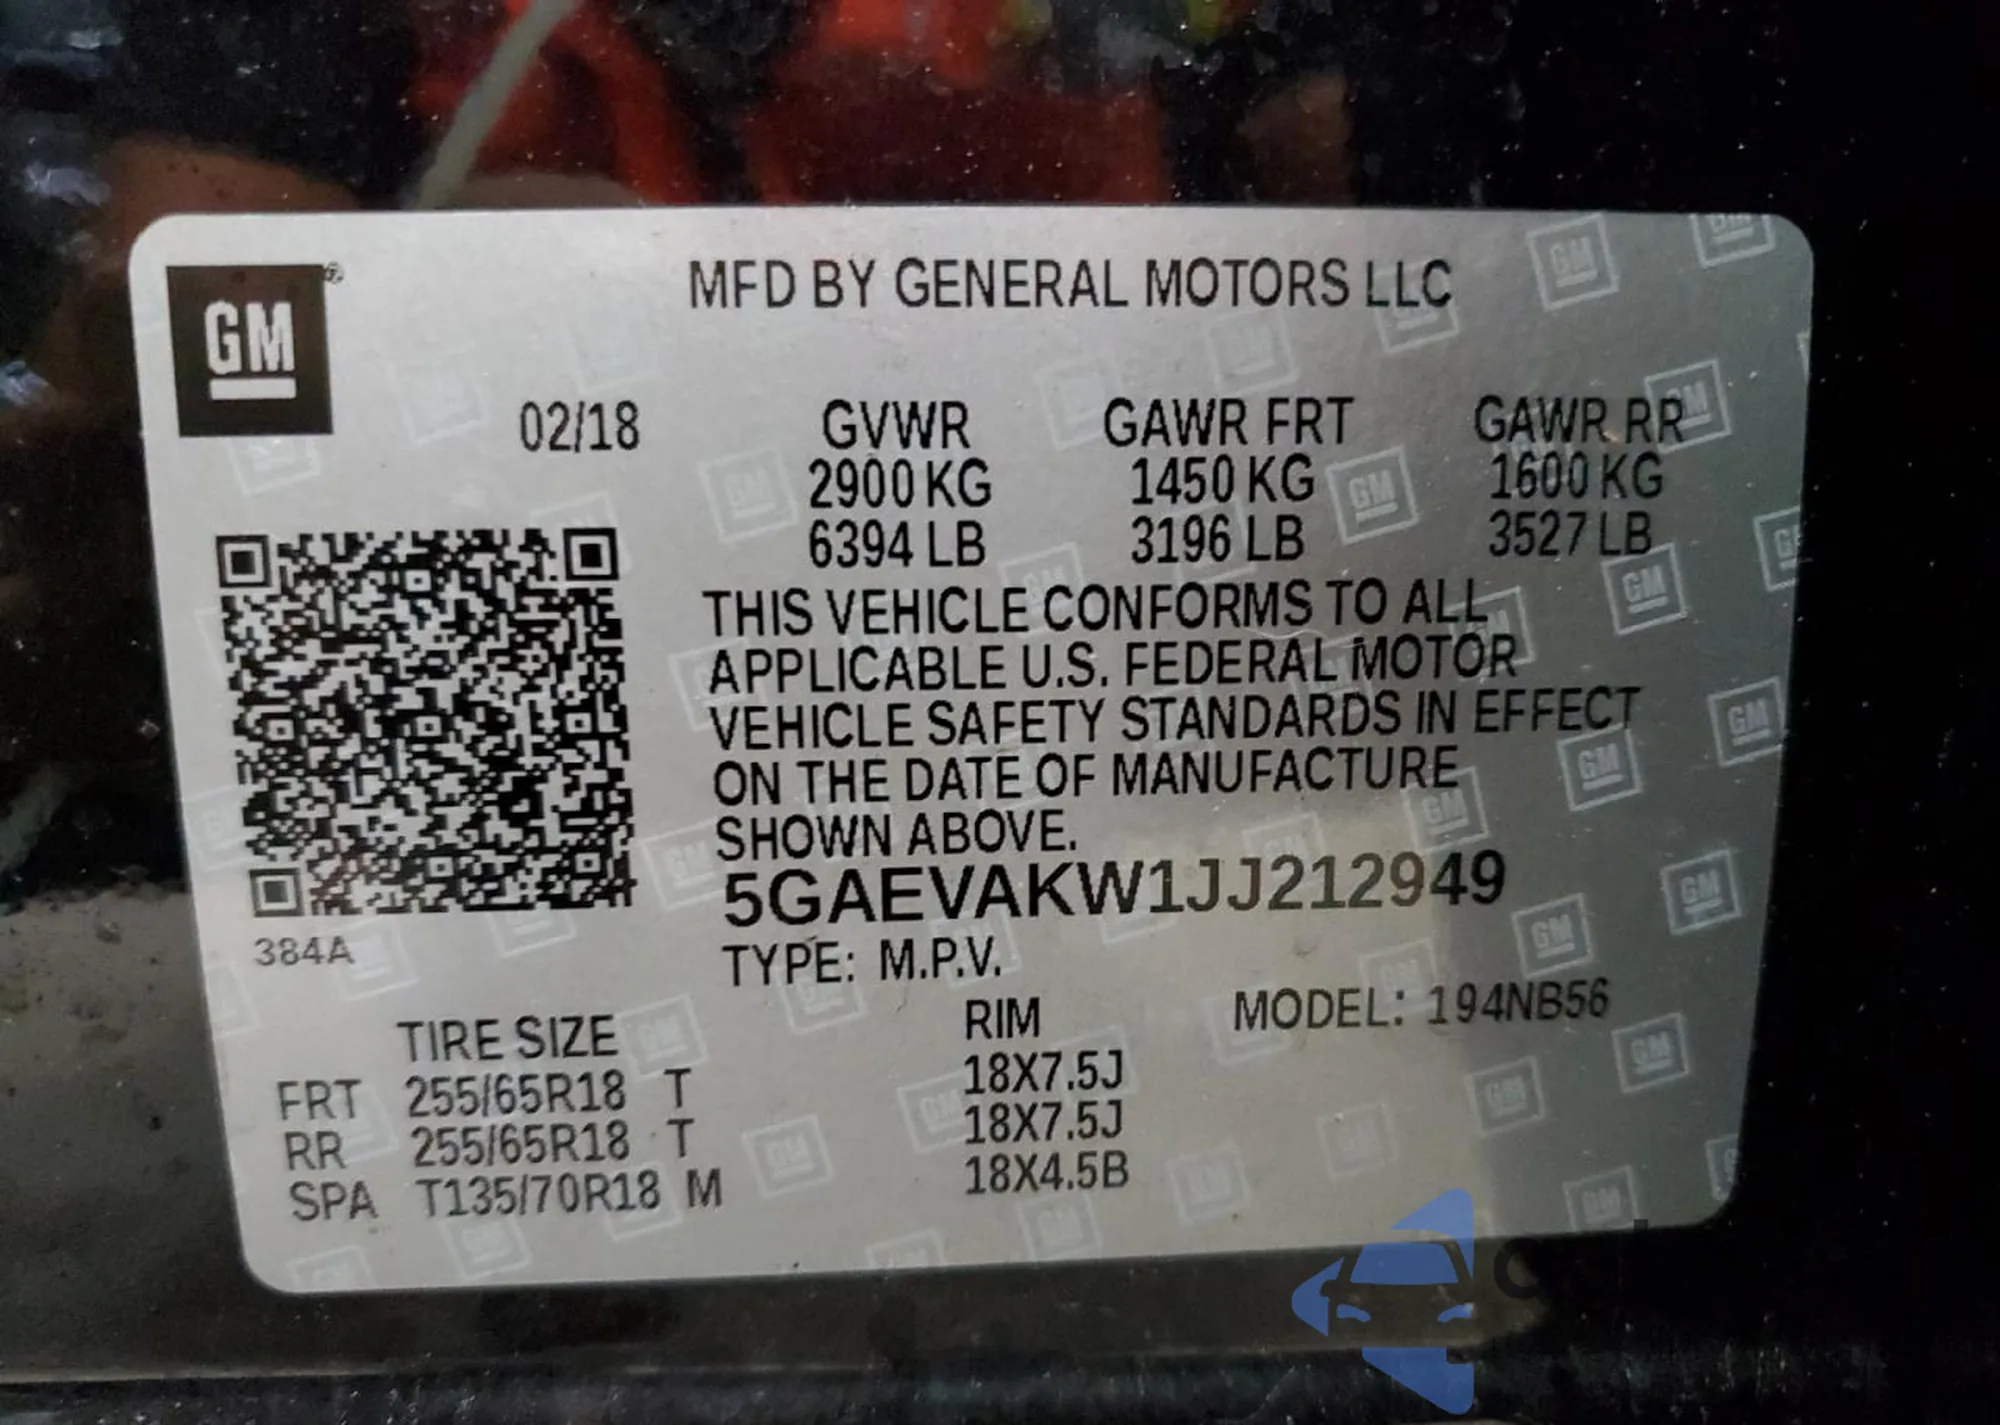 GM
MFD BY GENERAL MOTORS LLC
02/18 GVWR GAWR FRT GAWR RR
2900 KG 1450 KG 1600 KG
6394 LB 3196 LB 3527 LB
THIS VEHICLE CONFORMS TO ALL
APPLICABLE U.S. FEDERAL MOTOR
VEHICLE SAFETY STANDARDS IN EFFECT
ON THE DATE OF MANUFACTURE
SHOWN ABOVE.
5GAEVAKW1JJ212949
384A
TYPE: M.P.V.
TIRE SIZE RIM MODEL: 194NB56
FRT 255/65R18 T 18X7.5J
RR 255/65R18 T 18X7.5J
SPA T135/70R18 M 18X4.5B